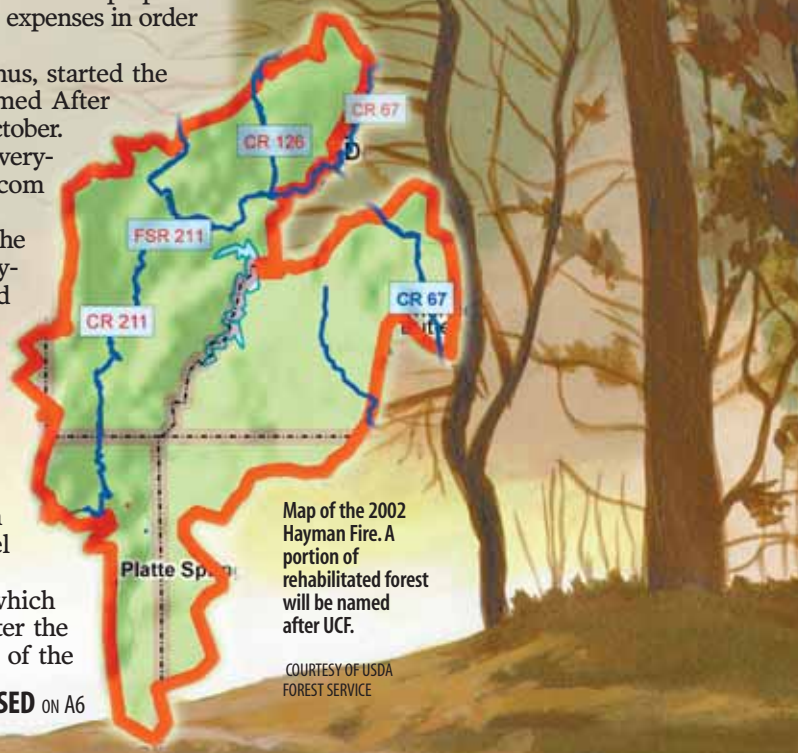 expenses in order
nus, started the
med After
ctober.
very-
com
he
y-
d
n
el
which
ter the
of the
SED ON A6
CR 67
CR 126
D
FSR 211
CR 211
CR 67
Platte Sp
Map of the 2002
Hayman Fire. A
portion of
rehabilitated forest
will be named
after UCF.
COURTESY OF USDA
FOREST SERVICE